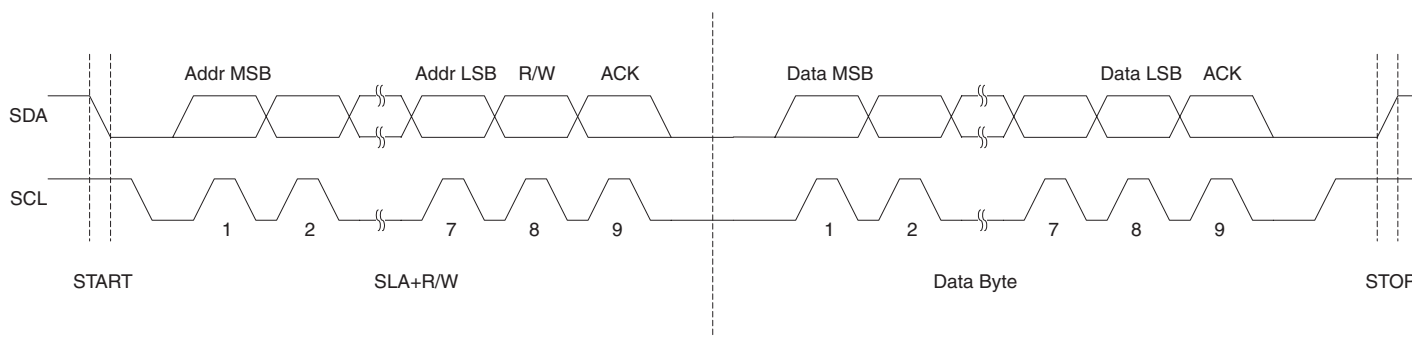 Addr MSB Addr LSB R/W ACK Data MSB Data LSB ACK
SDA
SCL
1 2 7 8 9 1 2 7 8 9
START SLA+R/W Data Byte STOP